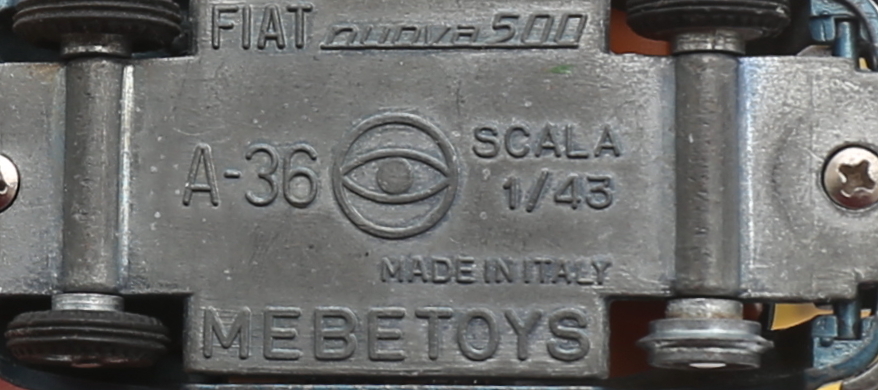 FIAT nuova 500
A-36
SCALA
1/43
MADE IN ITALY
MEBETOYS